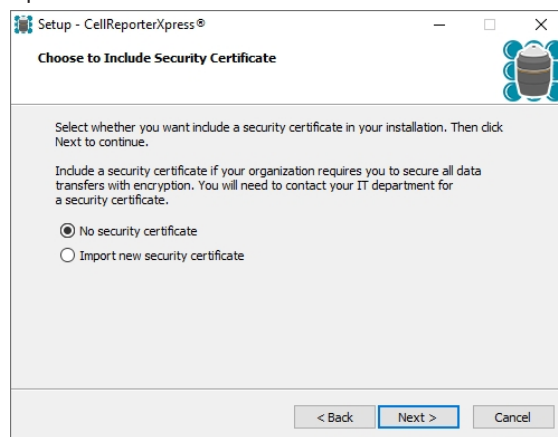 Setup - CellReporterXpress®
Choose to Include Security Certificate
Select whether you want include a security certificate in your installation. Then click
Next to continue.
Include a security certificate if your organization requires you to secure all data
transfers with encryption. You will need to contact your IT department for
a security certificate.
No security certificate
Import new security certificate
< Back Next > Cancel